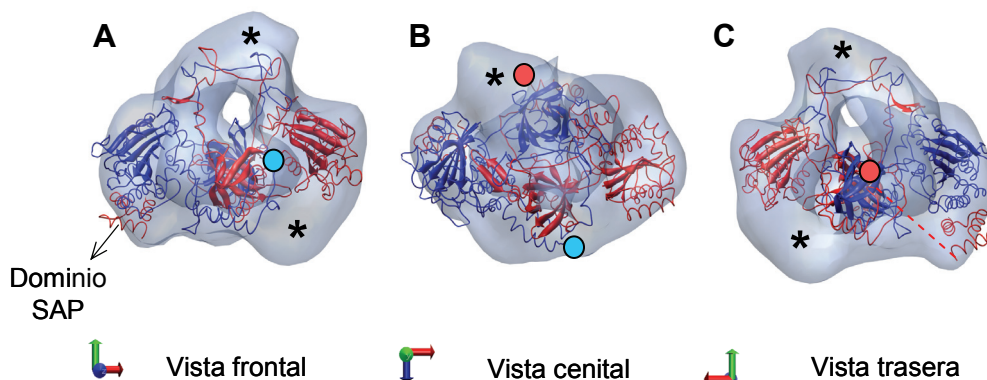 A
B
C
*
*
*
*
*
Dominio
SAP
Vista frontal
Vista cenital
Vista trasera